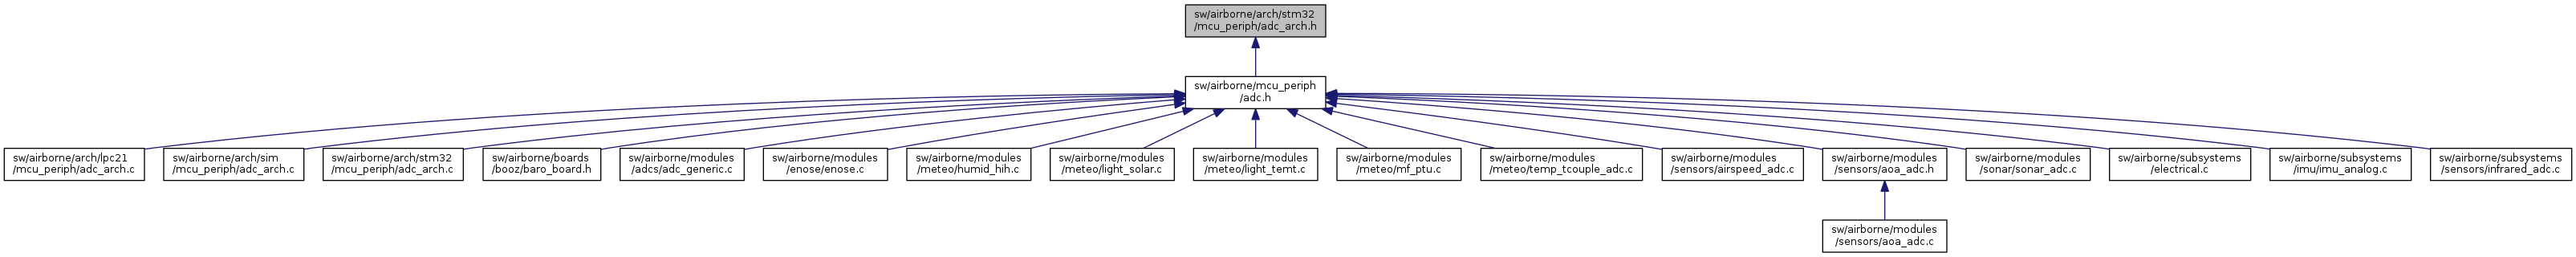 sw/airborne/arch/stm32
/mcu_periph/adc_arch.h
sw/airborne/mcu_periph
/adc.h
sw/airborne/arch/lpc21
/mcu_periph/adc_arch.c
sw/airborne/arch/sim
/mcu_periph/adc_arch.c
sw/airborne/arch/stm32
/mcu_periph/adc_arch.c
sw/airborne/boards
/booz/baro_board.h
sw/airborne/modules
/adcs/adc_generic.c
sw/airborne/modules
/enose/enose.c
sw/airborne/modules
/meteo/humid_hih.c
sw/airborne/modules
/meteo/light_solar.c
sw/airborne/modules
/meteo/light_temt.c
sw/airborne/modules
/meteo/mf_ptu.c
sw/airborne/modules
/meteo/temp_tcouple_adc.c
sw/airborne/modules
/sensors/airspeed_adc.c
sw/airborne/modules
/sensors/aoa_adc.h
sw/airborne/modules
/sonar/sonar_adc.c
sw/airborne/subsystems
/electrical.c
sw/airborne/subsystems
/imu/imu_analog.c
sw/airborne/subsystems
/sensors/infrared_adc.c
sw/airborne/modules
/sensors/aoa_adc.c